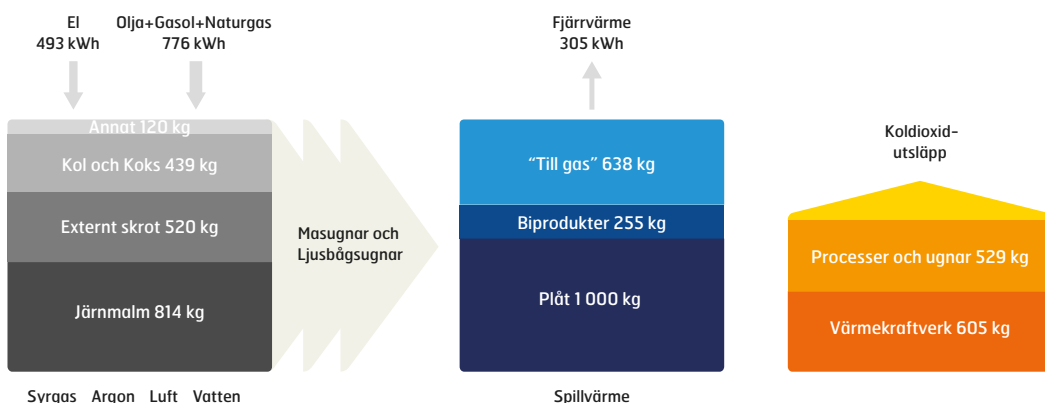 El
493 kWh
Olja+Gasol+Naturgas
776 kWh
Annat 120 kg
Kol och Koks 439 kg
Externt skrot 520 kg
Järnmalm 814 kg
Syrgas Argon Luft Vatten
Masugnar och
Ljusbågsugnar
Fjärrvärme
305 kWh
“Till gas” 638 kg
Biprodukter 255 kg
Plåt 1 000 kg
Spillvärme
Koldioxid-
utsläpp
Processer och ugnar 529 kg
Värmekraftverk 605 kg